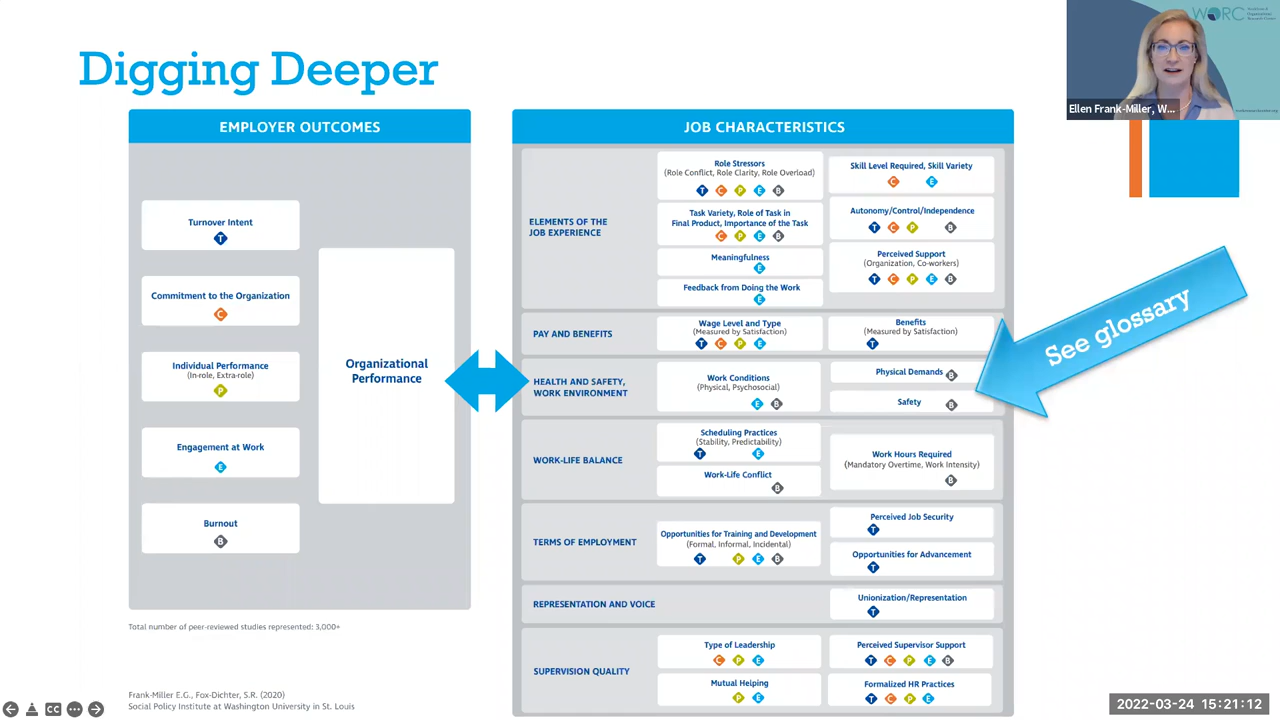 Digging Deeper
WORC
Ellen Frank-Miller, W...
EMPLOYER OUTCOMES
Turnover Intent
T
Commitment to the Organization
C
Individual Performance
(In-role, Extra-role)
P
Engagement at Work
E
Burnout
B
Organizational
Performance
Total number of peer-reviewed studies represented: 3,000+
Frank-Miller E.G., Fox-Dichter, S.R. (2020)
Social Policy Institute at Washington University in St. Louis
JOB CHARACTERISTICS
ELEMENTS OF THE
JOB EXPERIENCE
Role Stressors
(Role Conflict, Role Clarity, Role Overload)
T C P E B
Task Variety, Role of Task in
Final Product, Importance of the Task
C P E B
Meaningfulness
E
Feedback from Doing the Work
E
Skill Level Required, Skill Variety
C E
Autonomy/Control/Independence
T C P B
Perceived Support
(Organization, Co-workers)
T C P E B
PAY AND BENEFITS
Wage Level and Type
(Measured by Satisfaction)
T C P E
Benefits
(Measured by Satisfaction)
T
HEALTH AND SAFETY,
WORK ENVIRONMENT
Work Conditions
(Physical, Psychosocial)
E B
Physical Demands B
Safety B
WORK-LIFE BALANCE
Scheduling Practices
(Stability, Predictability)
T E
Work-Life Conflict
B
Work Hours Required
(Mandatory Overtime, Work Intensity)
B
TERMS OF EMPLOYMENT
Opportunities for Training and Development
(Formal, Informal, Incidental)
T P E B
Perceived Job Security
T
Opportunities for Advancement
T
REPRESENTATION AND VOICE
Unionization/Representation
T
SUPERVISION QUALITY
Type of Leadership
C P E
Mutual Helping
P E
Perceived Supervisor Support
T C P E B
Formalized HR Practices
T C P E
See glossary
CC
2022-03-24 15:21:12